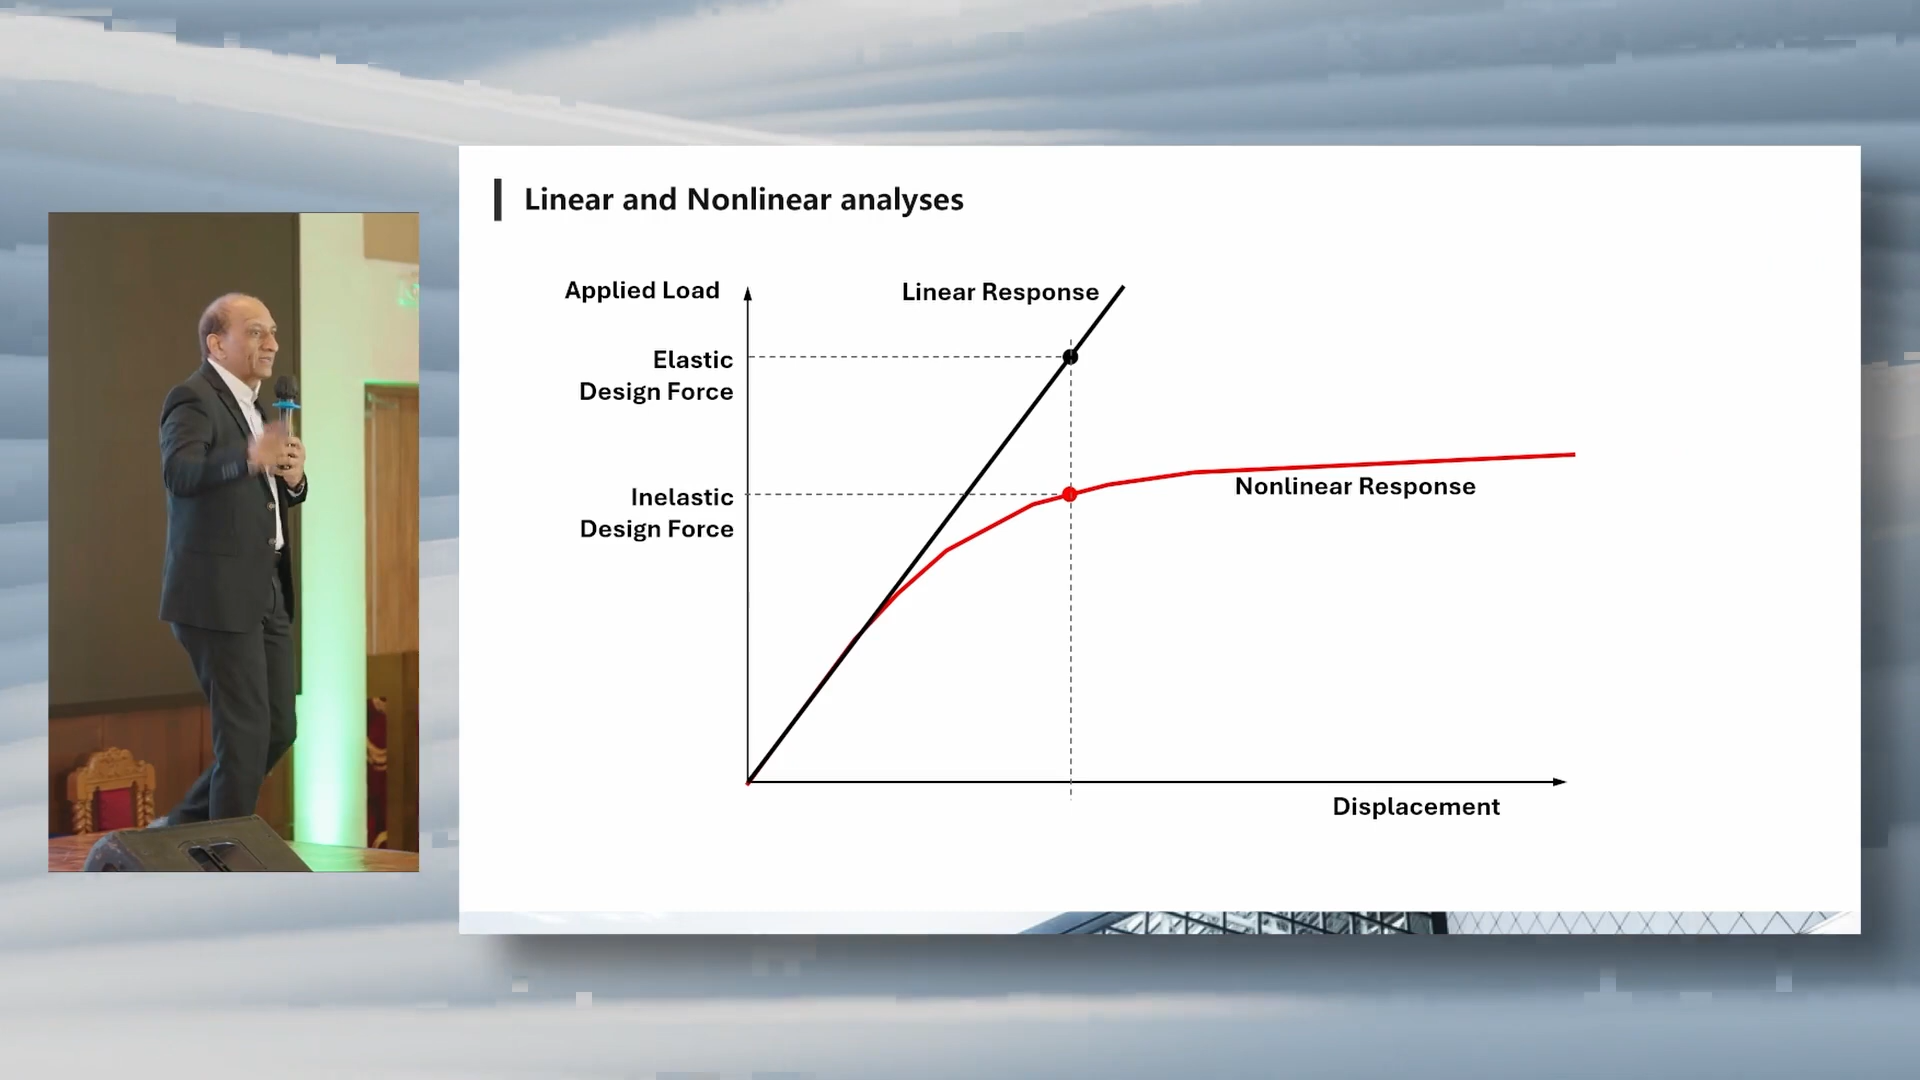 Linear and Nonlinear analyses
Applied Load
Linear Response
Elastic
Design Force
Inelastic
Design Force
Nonlinear Response
Displacement